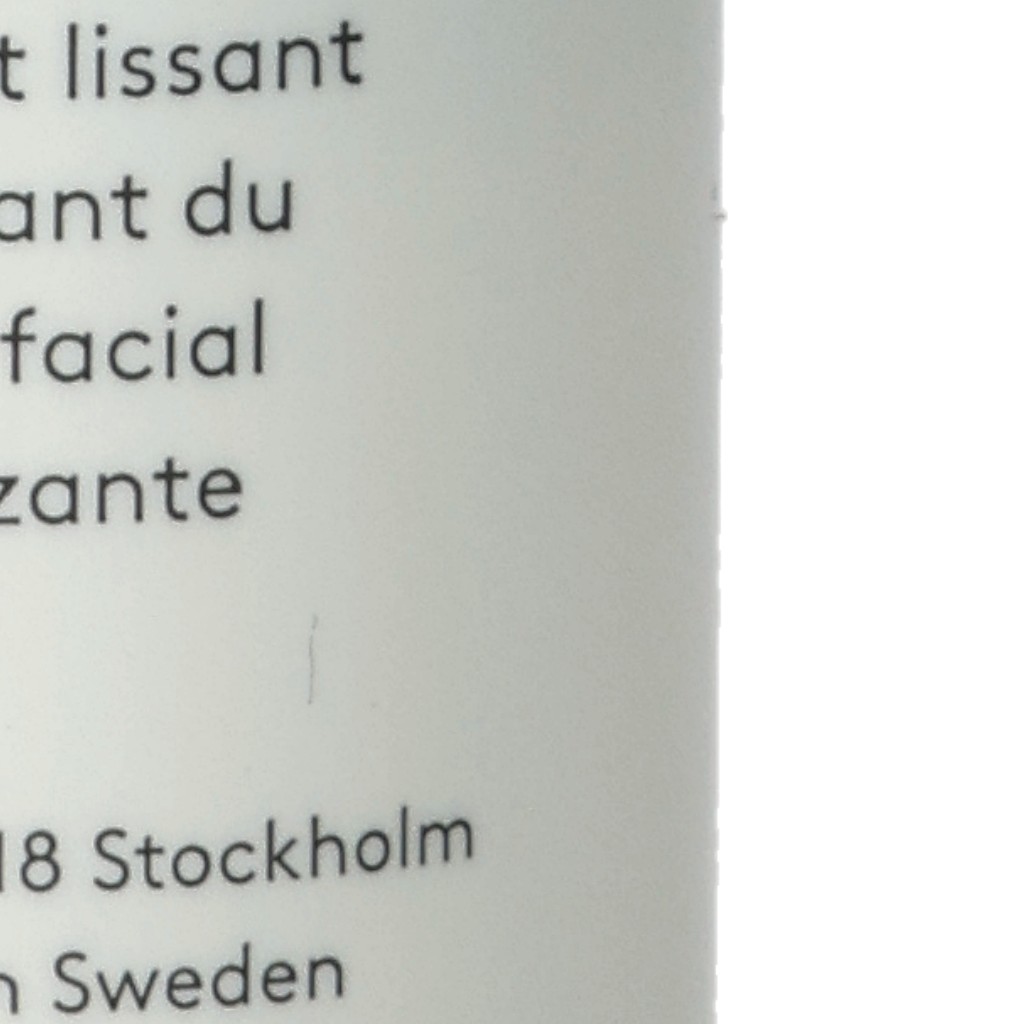 t lissant
ant du
facial
zante
18 Stockholm
n Sweden